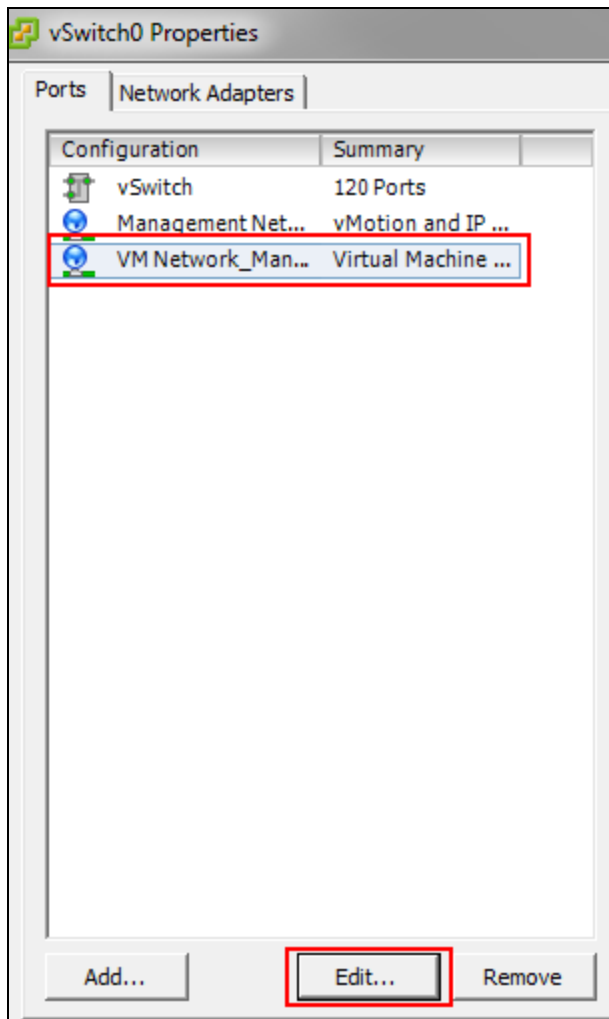 vSwitch0 Properties
Ports Network Adapters
Configuration Summary
vSwitch 120 Ports
Management Net... vMotion and IP ...
VM Network_Man... Virtual Machine ...
Add... Edit... Remove